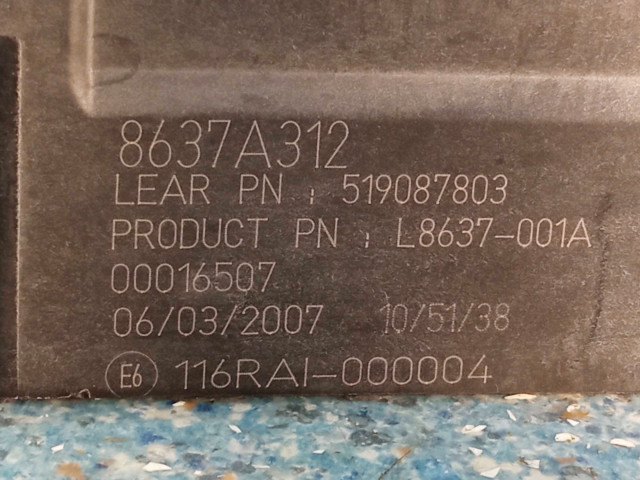 8637A312
LEAR PN : 519087803
PRODUCT PN : L8637-001A
00016507
06/03/2007 10/51/38
E6 116RAI-000004